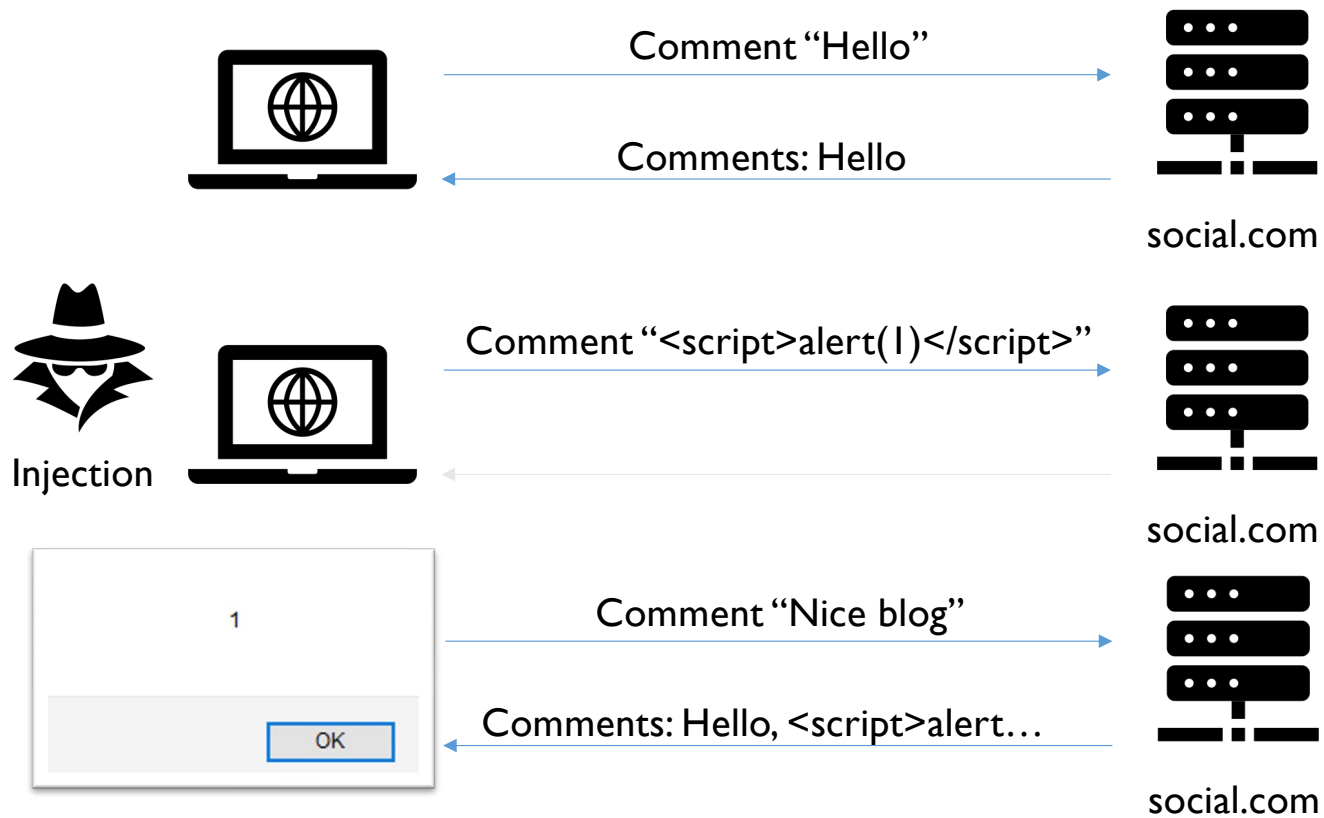 Comment “Hello”
Comments: Hello
social.com
Comment “<script>alert(1)</script>”
Injection
social.com
1
OK
Comment “Nice blog”
Comments: Hello, <script>alert…
social.com